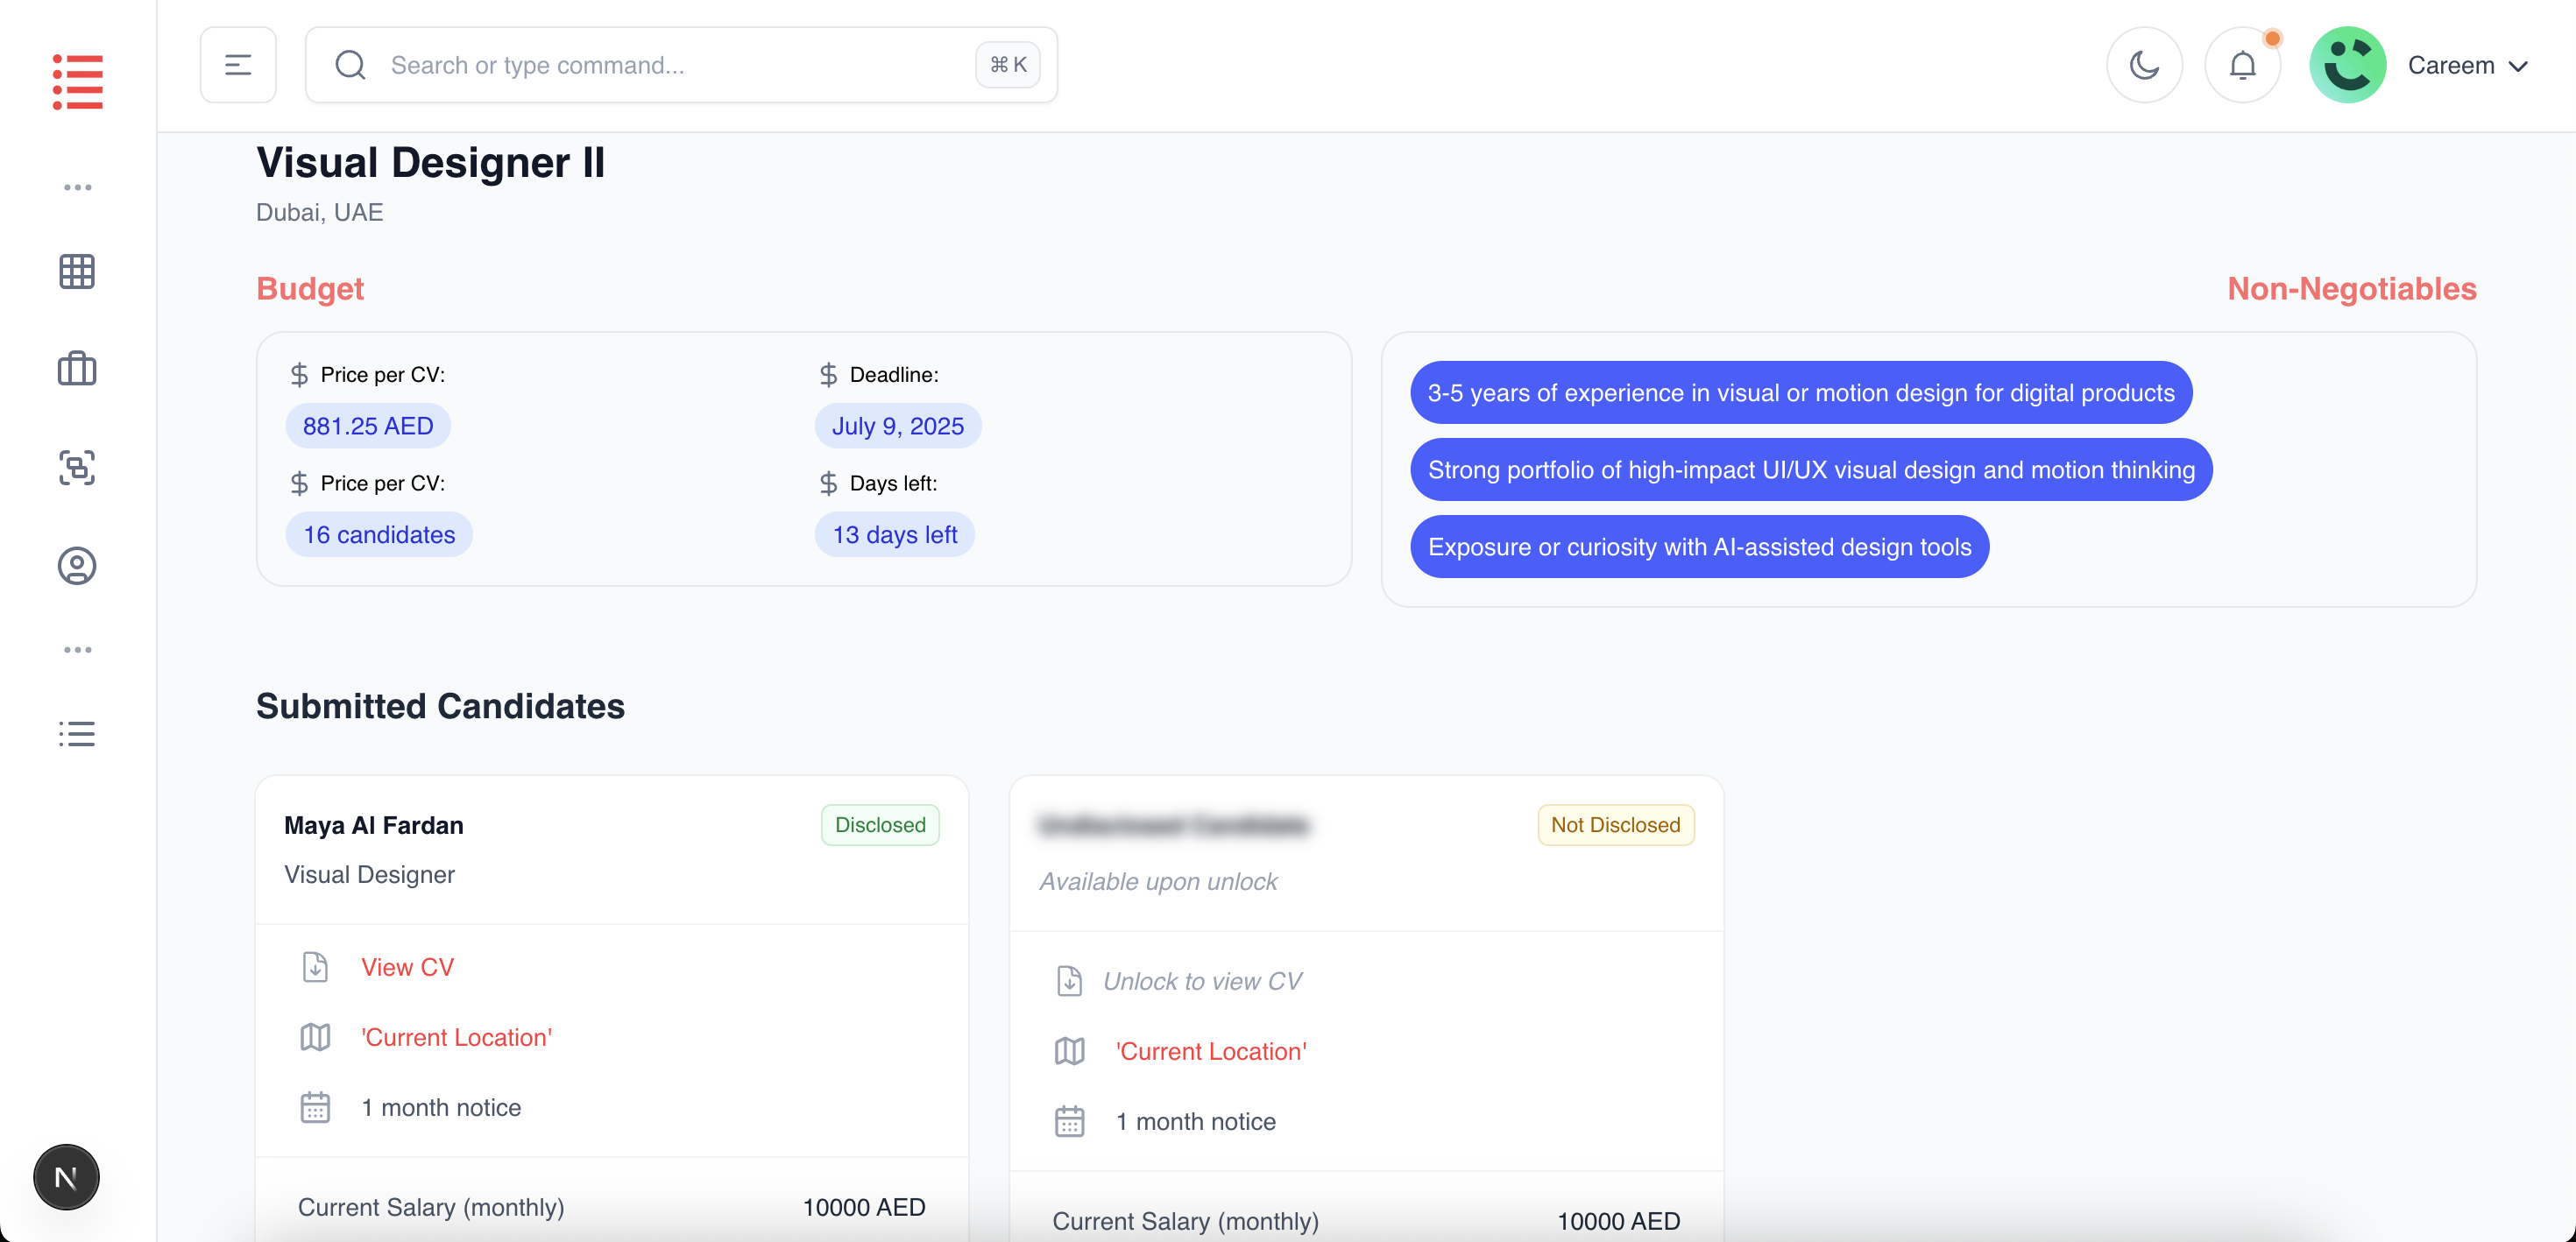 Search or type command...
⌘ K
Careem
Visual Designer II
Dubai, UAE
Budget
Non-Negotiables
$ Price per CV:
881.25 AED
$ Deadline:
July 9, 2025
$ Price per CV:
16 candidates
$ Days left:
13 days left
3-5 years of experience in visual or motion design for digital products
Strong portfolio of high-impact UI/UX visual design and motion thinking
Exposure or curiosity with AI-assisted design tools
Submitted Candidates
Maya Al Fardan
Disclosed
Visual Designer
View CV
'Current Location'
1 month notice
Current Salary (monthly)
10000 AED
Not Disclosed
Available upon unlock
Unlock to view CV
'Current Location'
1 month notice
Current Salary (monthly)
10000 AED
N